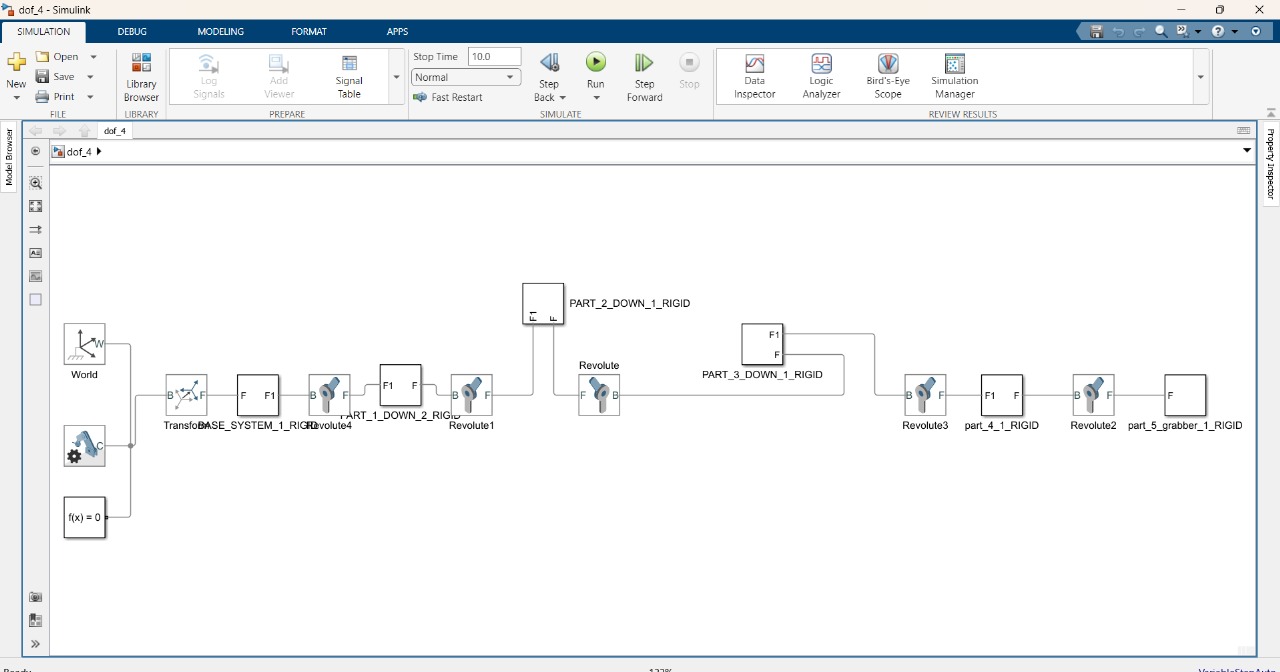 dof_4 - Simulink
SIMULATION DEBUG MODELING FORMAT APPS
New
Open
Save
Print
FILE
Library Browser
LIBRARY
Log Signals
Add Viewer
Signal Table
PREPARE
Stop Time 10.0
Normal
Fast Restart
Step Back
Run
Step Forward
Stop
SIMULATE
Data Inspector
Logic Analyzer
Bird's-Eye Scope
Simulation Manager
REVIEW RESULTS
Model Browser
Property Inspector
dof_4
dof_4
W
World
C
f(x) = 0
B F
Transform
F F1
BASE_SYSTEM_1_RIGID
B F
Revolute4
F1 F
PART_1_DOWN_2_RIGID
B F
Revolute1
F1 F
PART_2_DOWN_1_RIGID
Revolute
F B
F1
F
PART_3_DOWN_1_RIGID
B F
Revolute3
F1 F
part_4_1_RIGID
B F
Revolute2
F
part_5_grabber_1_RIGID
Ready
122%
VariableStepAuto